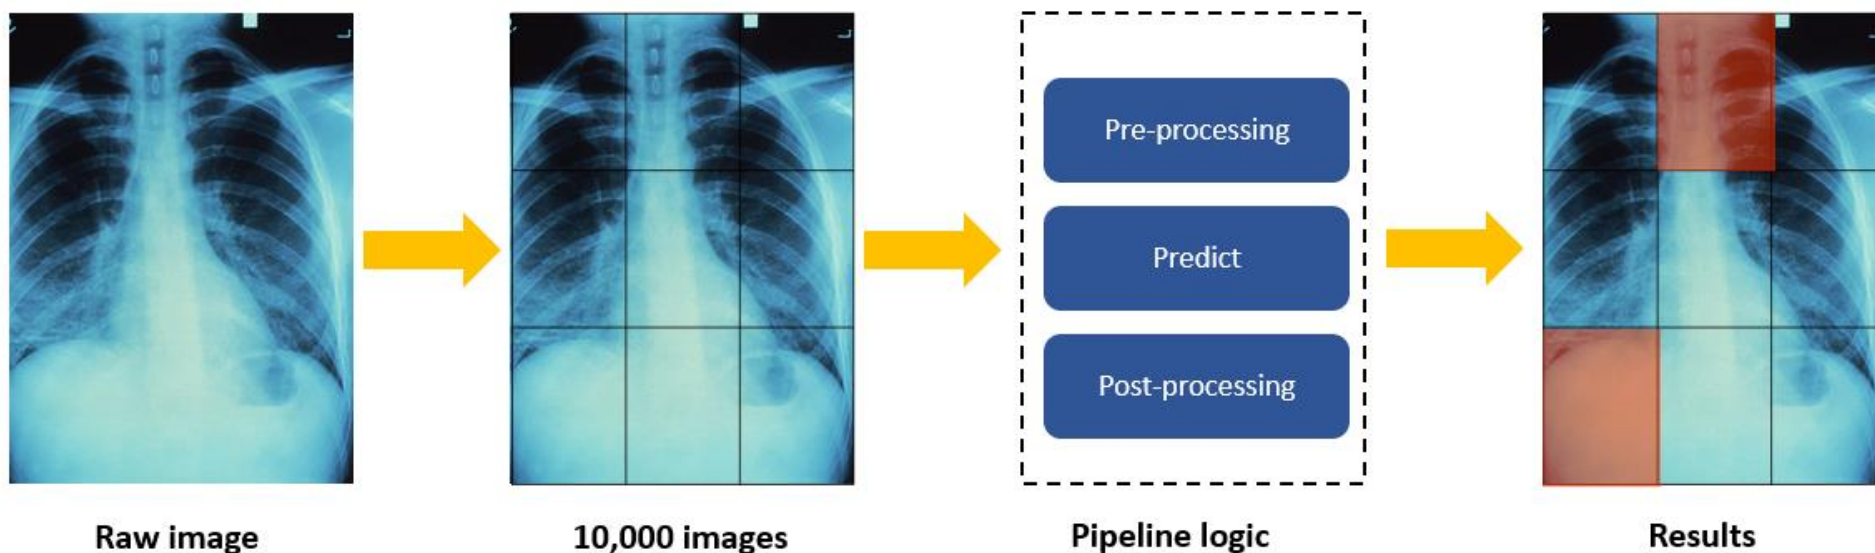 Pre-processing
Predict
Post-processing
Raw image
10,000 images
Pipeline logic
Results